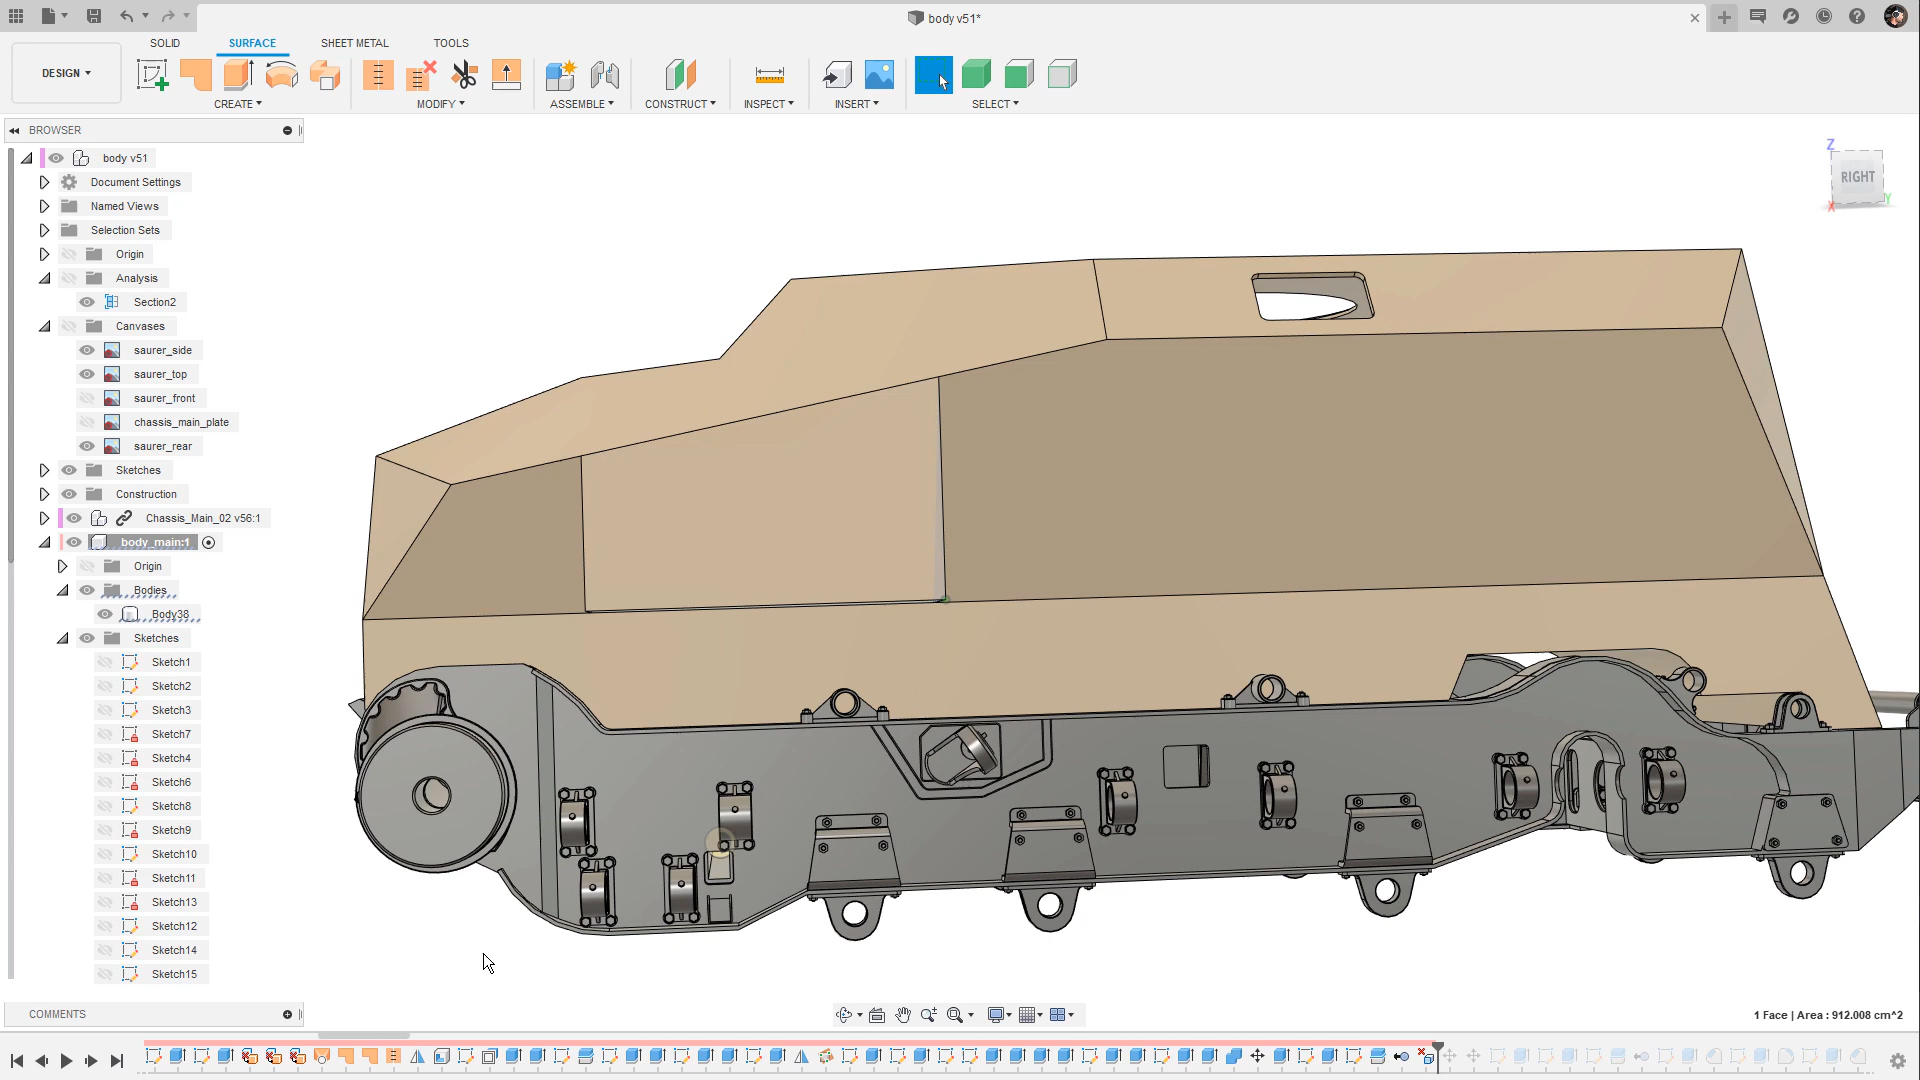 body v51*
SOLID
SURFACE
SHEET METAL
TOOLS
DESIGN
CREATE
MODIFY
ASSEMBLE
CONSTRUCT
INSPECT
INSERT
SELECT
BROWSER
body v51
Document Settings
Named Views
Selection Sets
Origin
Analysis
Section2
Canvases
saurer_side
saurer_top
saurer_front
chassis_main_plate
saurer_rear
Sketches
Construction
Chassis_Main_02 v56:1
body_main:1
Origin
Bodies
Body38
Sketches
Sketch1
Sketch2
Sketch3
Sketch7
Sketch4
Sketch6
Sketch8
Sketch9
Sketch10
Sketch11
Sketch13
Sketch12
Sketch14
Sketch15
Z
RIGHT
Y
X
COMMENTS
1 Face | Area : 912.008 cm^2